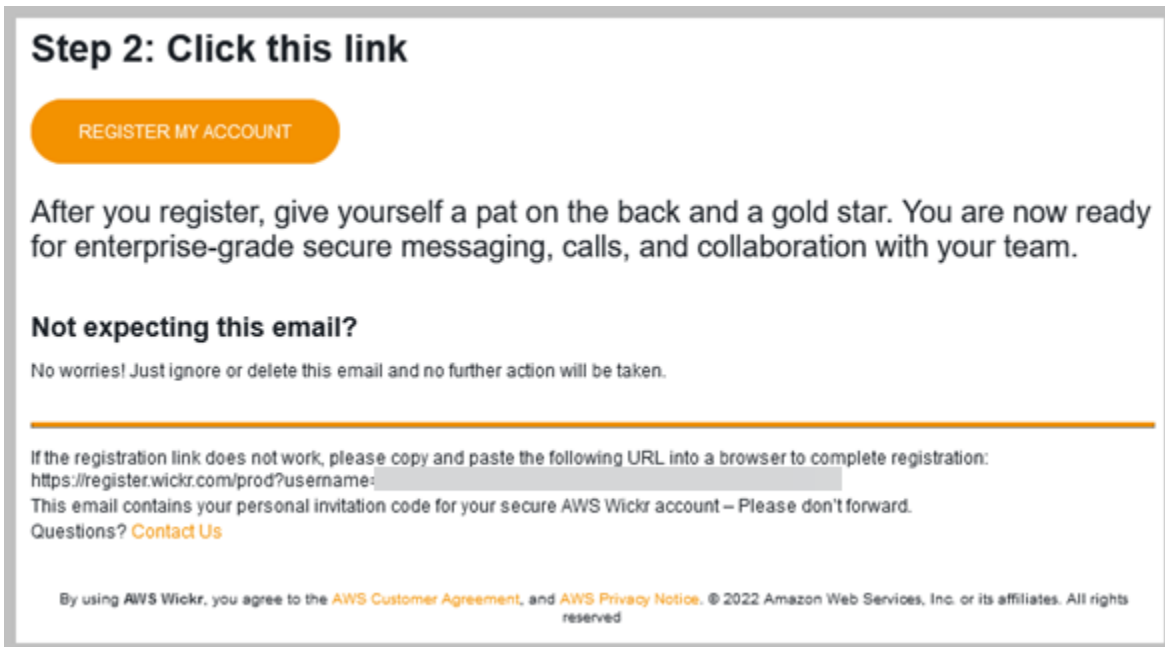 Step 2: Click this link
REGISTER MY ACCOUNT
After you register, give yourself a pat on the back and a gold star. You are now ready
for enterprise-grade secure messaging, calls, and collaboration with your team.
Not expecting this email?
No worries! Just ignore or delete this email and no further action will be taken.
If the registration link does not work, please copy and paste the following URL into a browser to complete registration:
https://register.wickr.com/prod?username=
This email contains your personal invitation code for your secure AWS Wickr account – Please don't forward.
Questions? Contact Us
By using AWS Wickr, you agree to the AWS Customer Agreement, and AWS Privacy Notice. © 2022 Amazon Web Services, Inc. or its affiliates. All rights
reserved